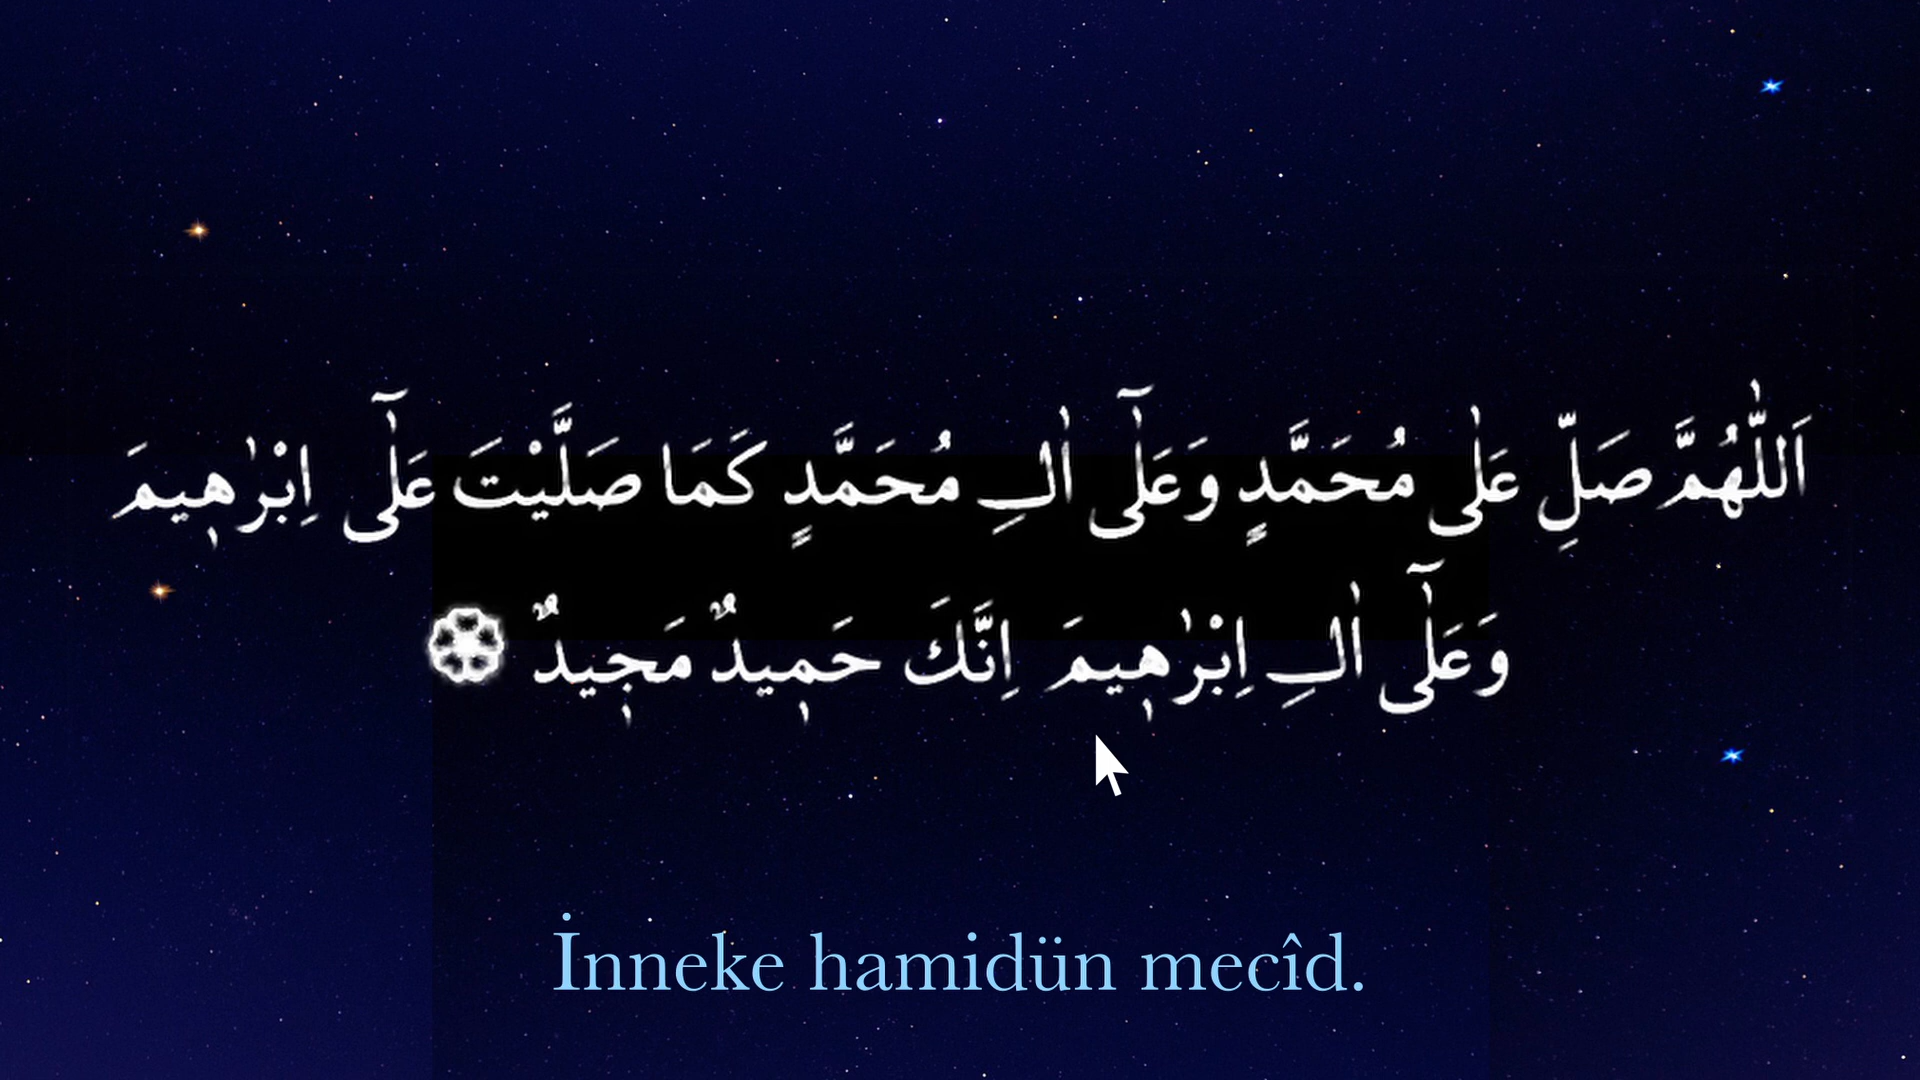 اَللّٰهُمَّ صَلِّ عَلٰى مُحَمَّدٍ وَعَلٰٓى اٰلِ مُحَمَّدٍ كَمَا صَلَّيْتَ عَلٰٓى اِبْرٰهٖيمَ
وَعَلٰٓى اٰلِ اِبْرٰهٖيمَ اِنَّكَ حَمٖيدٌ مَجٖيدٌ
İnneke hamidün mecîd.